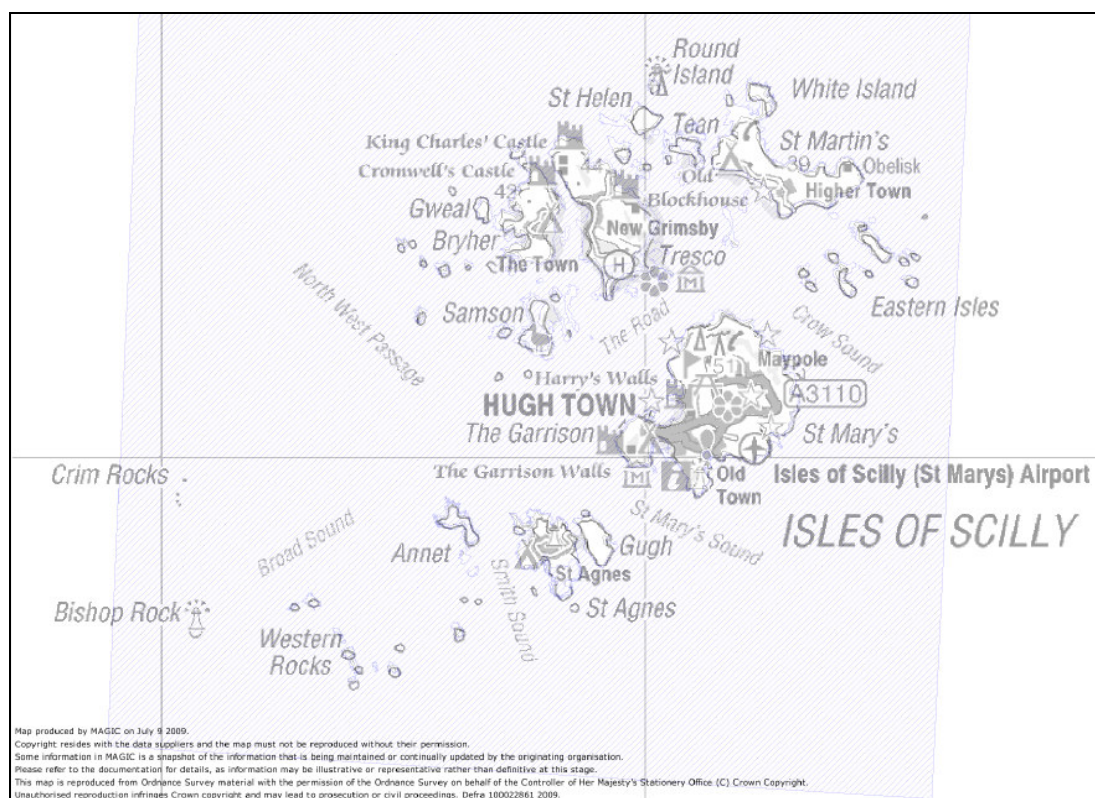 Round
Island
White Island
St Helen
Tean
King Charles' Castle
St Martin's
44
39
Obelisk
Cromwell's Castle
Old
Higher Town
42
Blockhouse
Gweal
New Grimsby
Bryher
Tresco
The Town
H
M
Eastern Isles
North West Passage
Samson
The Road
Crow Sound
51
Maypole
Harry's Walls
A3110
HUGH TOWN
The Garrison
St Mary's
Crim Rocks
The Garrison Walls
M
i
Old
Town
Isles of Scilly (St Marys) Airport
St Mary's Sound
ISLES OF SCILLY
Broad Sound
Annet
Gugh
St Agnes
Smith Sound
Bishop Rock
St Agnes
Western
Rocks
Map produced by MAGIC on July 9 2009.
Copyright resides with the data suppliers and the map must not be reproduced without their permission.
Some information in MAGIC is a snapshot of the information that is being maintained or continually updated by the originating organisation.
Please refer to the documentation for details, as information may be illustrative or representative rather than definitive at this stage.
This map is reproduced from Ordnance Survey material with the permission of the Ordnance Survey on behalf of the Controller of Her Majesty's Stationery Office (C) Crown Copyright.
Unauthorised reproduction infringes Crown copyright and may lead to prosecution or civil proceedings. Defra 100022861 2009.